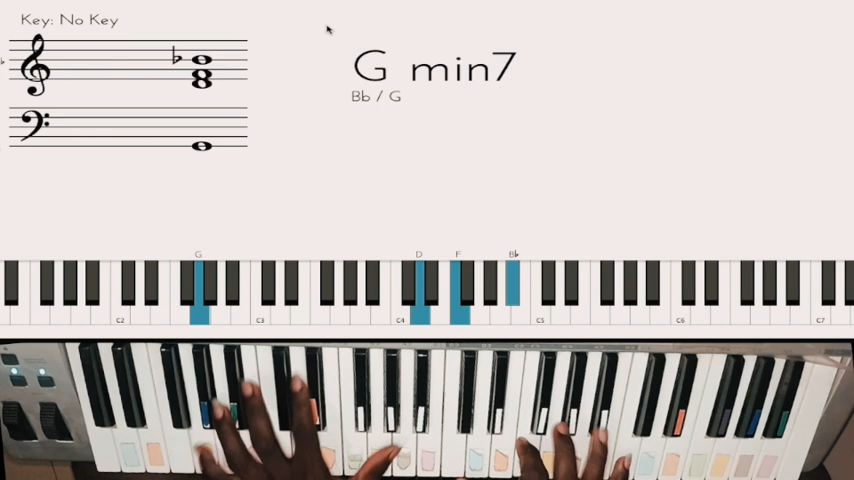 Key: No Key
G min7
Bb / G
G D F Bb
C2 C3 C4 C5 C6 C7